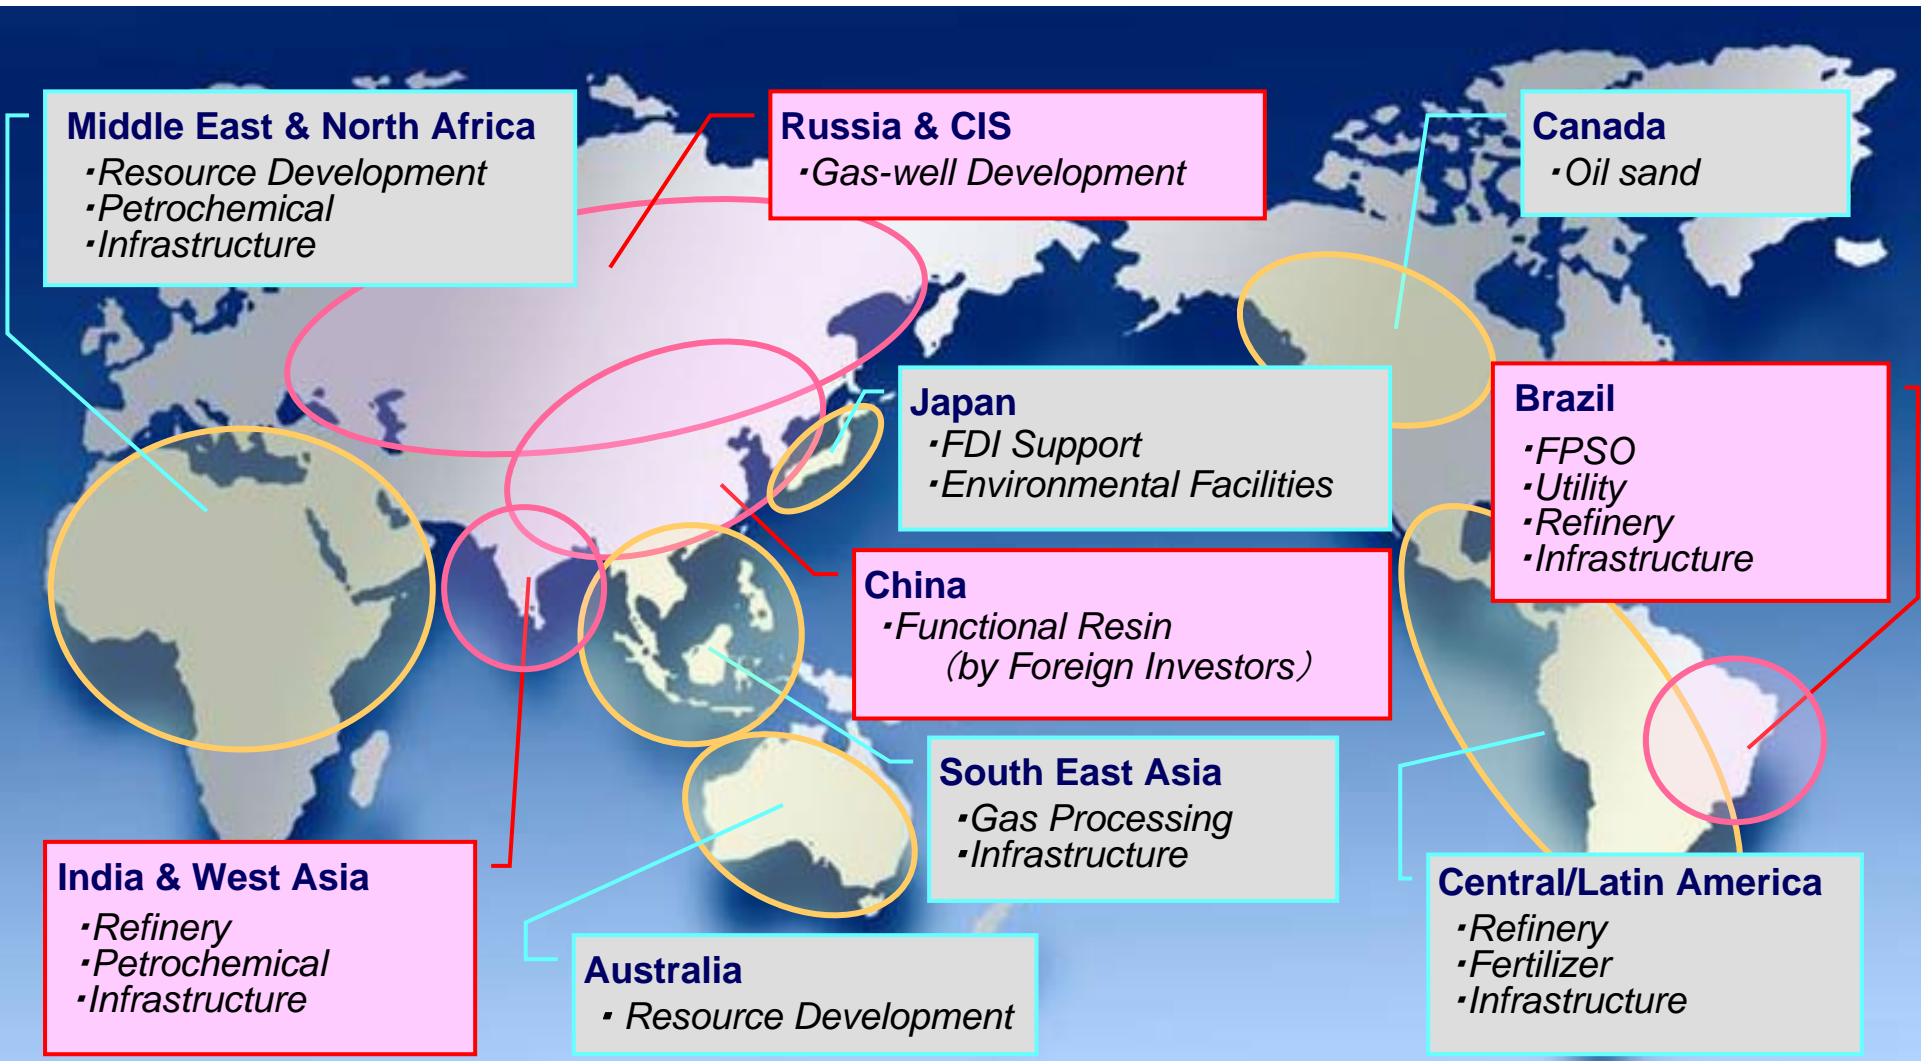 Middle East & North Africa
・Resource Development
・Petrochemical
・Infrastructure
Russia & CIS
・Gas-well Development
Canada
・Oil sand
Japan
・FDI Support
・Environmental Facilities
Brazil
・FPSO
・Utility
・Refinery
・Infrastructure
China
・Functional Resin
（by Foreign Investors）
South East Asia
・Gas Processing
・Infrastructure
India & West Asia
・Refinery
・Petrochemical
・Infrastructure
Australia
・Resource Development
Central/Latin America
・Refinery
・Fertilizer
・Infrastructure